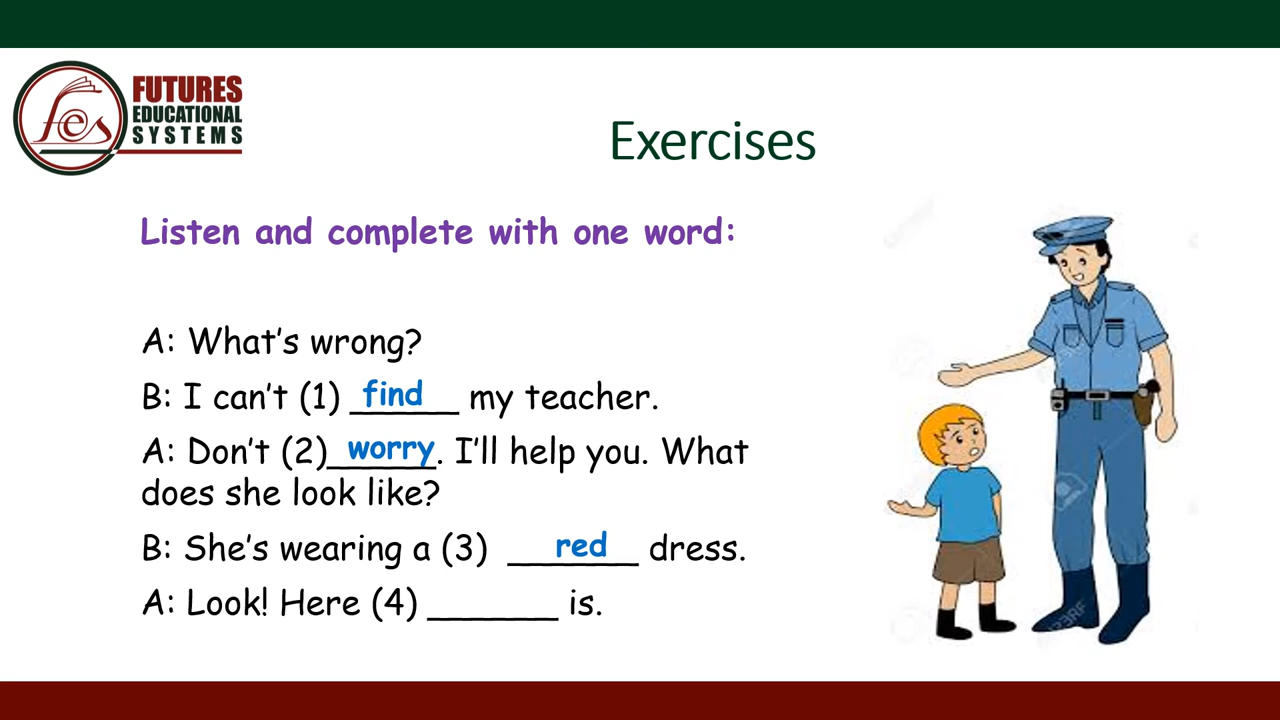 FUTURES
EDUCATIONAL
SYSTEMS
fes
Exercises
Listen and complete with one word:
A: What's wrong?
B: I can't (1) find my teacher.
A: Don't (2) worry. I'll help you. What
does she look like?
B: She's wearing a (3) red dress.
A: Look! Here (4) ______ is.